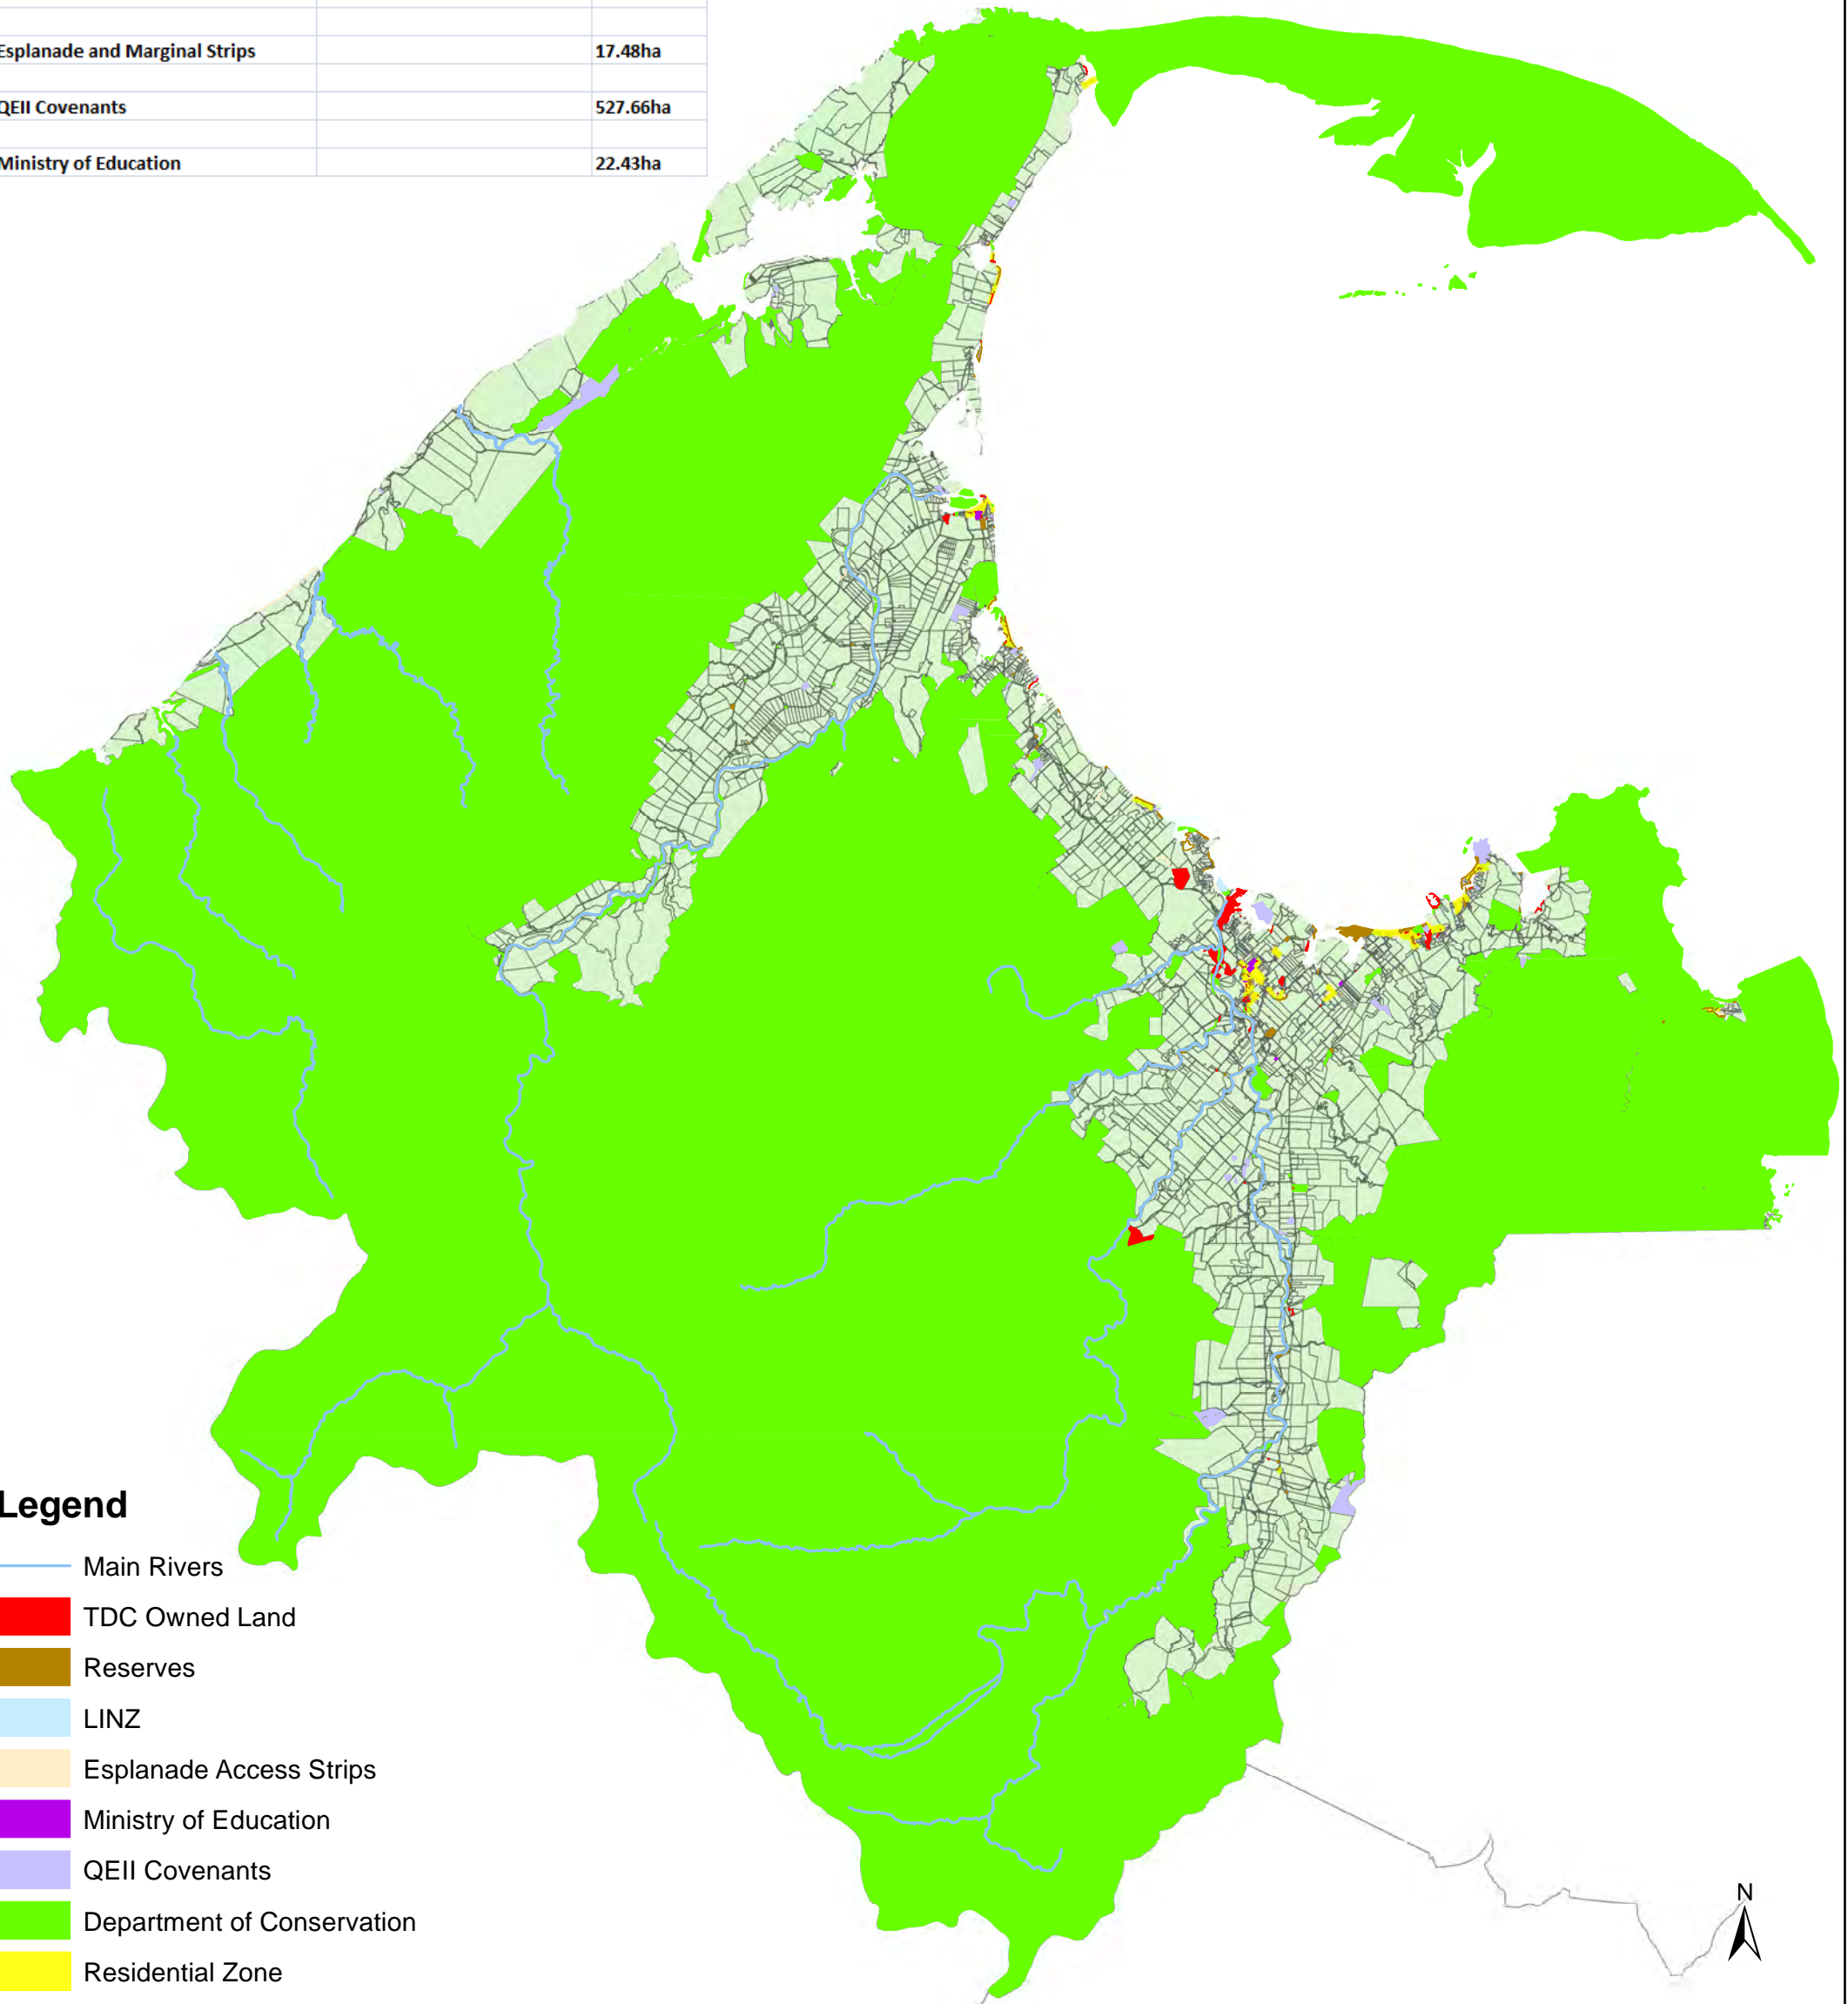 Esplanade and Marginal Strips 17.48ha
QEII Covenants 527.66ha
Ministry of Education 22.43ha
Legend
Main Rivers
TDC Owned Land
Reserves
LINZ
Esplanade Access Strips
Ministry of Education
QEII Covenants
Department of Conservation
Residential Zone
N